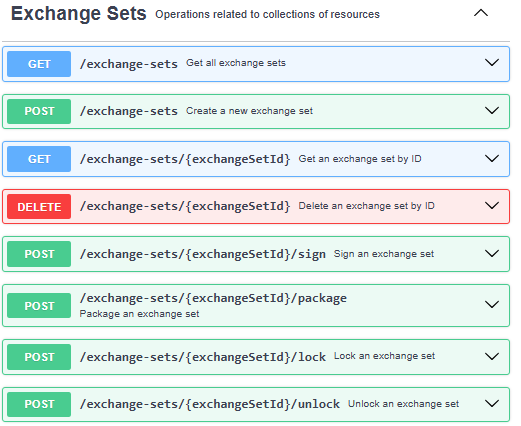 Exchange Sets Operations related to collections of resources
GET /exchange-sets Get all exchange sets
POST /exchange-sets Create a new exchange set
GET /exchange-sets/{exchangeSetId} Get an exchange set by ID
DELETE /exchange-sets/{exchangeSetId} Delete an exchange set by ID
POST /exchange-sets/{exchangeSetId}/sign Sign an exchange set
POST /exchange-sets/{exchangeSetId}/package
Package an exchange set
POST /exchange-sets/{exchangeSetId}/lock Lock an exchange set
POST /exchange-sets/{exchangeSetId}/unlock Unlock an exchange set